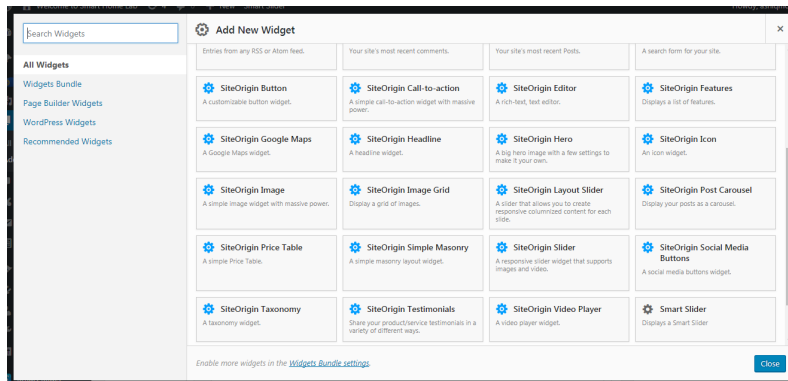 Welcome to Smart Home Lab
New
Smart Slider
Search Widgets
Add New Widget
All Widgets
Widgets Bundle
Page Builder Widgets
WordPress Widgets
Recommended Widgets
Entries from any RSS or Atom feed.
Your site's most recent comments.
Your site's most recent Posts.
A search form for your site.
SiteOrigin Button
A customizable button widget.
SiteOrigin Call-to-action
A simple call-to-action widget with massive
power.
SiteOrigin Editor
A rich-text, text editor.
SiteOrigin Features
Displays a list of features.
SiteOrigin Google Maps
A Google Maps widget.
SiteOrigin Headline
A headline widget.
SiteOrigin Hero
A big hero image with a few settings to
make it your own.
SiteOrigin Icon
An icon widget.
SiteOrigin Image
A simple image widget with massive power.
SiteOrigin Image Grid
Display a grid of images.
SiteOrigin Layout Slider
A slider that allows you to create
responsive columnized content for each
slide.
SiteOrigin Post Carousel
Display your posts as a carousel.
SiteOrigin Price Table
A simple Price Table.
SiteOrigin Simple Masonry
A simple masonry layout widget.
SiteOrigin Slider
A responsive slider widget that supports
images and video.
SiteOrigin Social Media
Buttons
A social media buttons widget.
SiteOrigin Taxonomy
A taxonomy widget.
SiteOrigin Testimonials
Share your product/service testimonials in a
variety of different ways.
SiteOrigin Video Player
A video player widget.
Smart Slider
Displays a Smart Slider
Enable more widgets in the Widgets Bundle settings.
Close